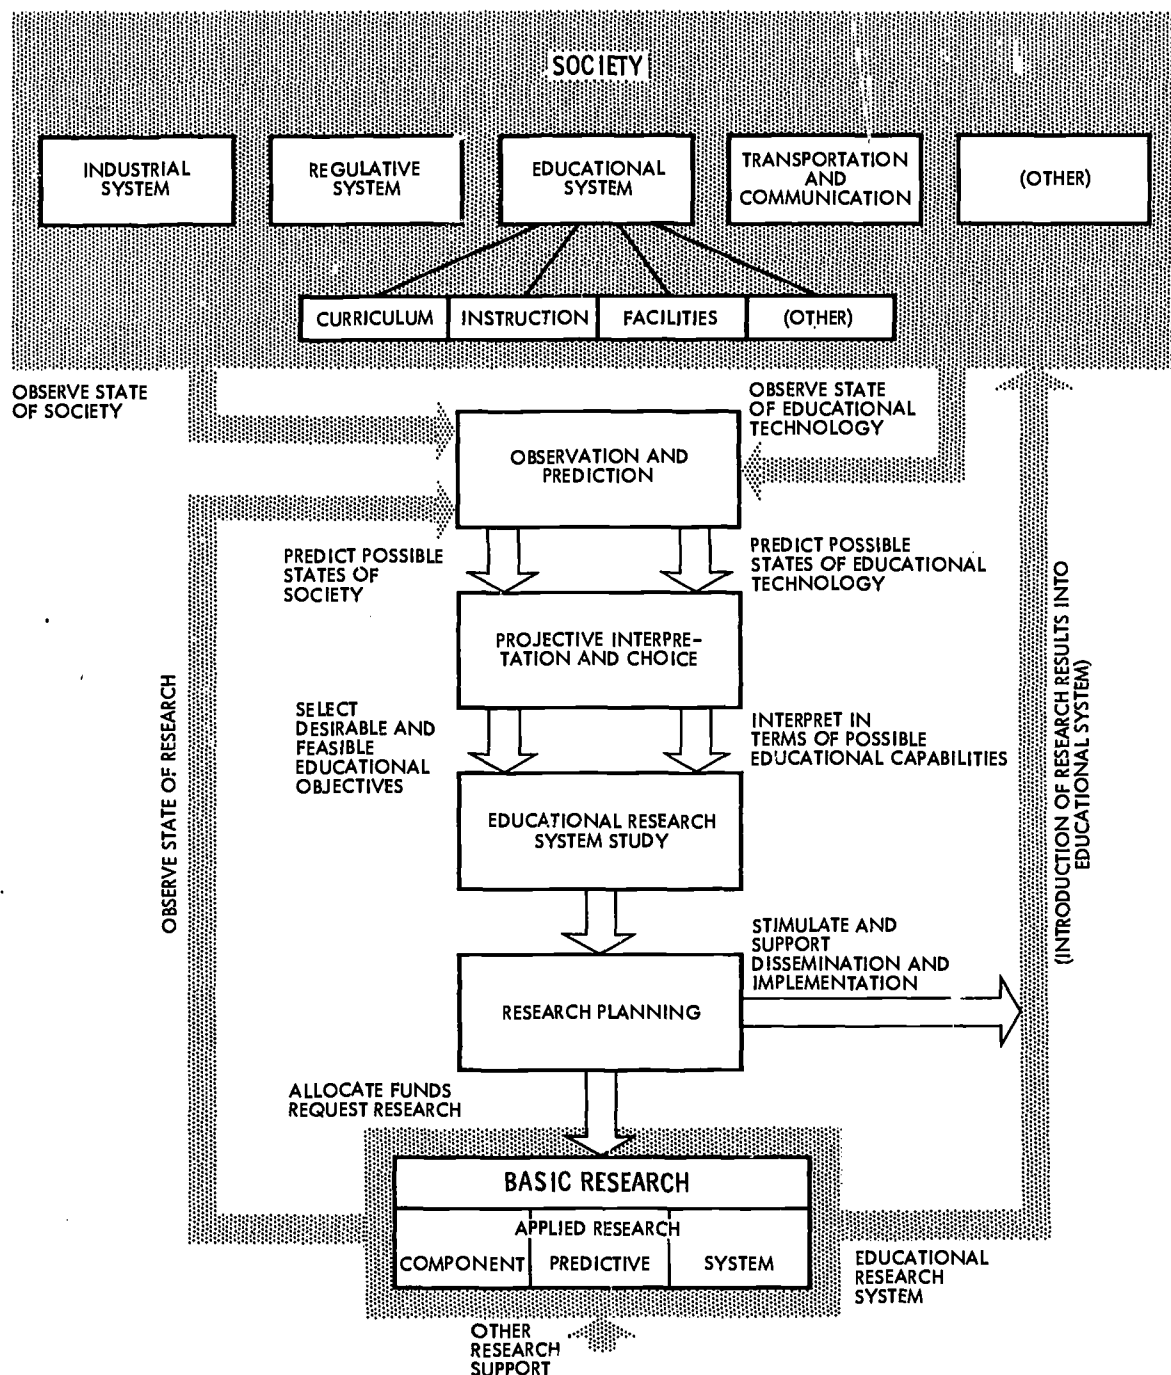 SOCIETY
INDUSTRIAL
SYSTEM
REGULATIVE
SYSTEM
EDUCATIONAL
SYSTEM
TRANSPORTATION
AND
COMMUNICATION
(OTHER)
CURRICULUM
INSTRUCTION
FACILITIES
(OTHER)
OBSERVE STATE
OF SOCIETY
OBSERVE STATE
OF EDUCATIONAL
TECHNOLOGY
OBSERVATION AND
PREDICTION
PREDICT POSSIBLE
STATES OF
SOCIETY
PREDICT POSSIBLE
STATES OF EDUCATIONAL
TECHNOLOGY
PROJECTIVE INTERPRE-
TATION AND CHOICE
SELECT
DESIRABLE AND
FEASIBLE
EDUCATIONAL
OBJECTIVES
INTERPRET IN
TERMS OF POSSIBLE
EDUCATIONAL CAPABILITIES
EDUCATIONAL RESEARCH
SYSTEM STUDY
OBSERVE STATE OF RESEARCH
(INTRODUCTION OF RESEARCH RESULTS INTO
EDUCATIONAL SYSTEM)
STIMULATE AND
SUPPORT
DISSEMINATION AND
IMPLEMENTATION
RESEARCH PLANNING
ALLOCATE FUNDS
REQUEST RESEARCH
BASIC RESEARCH
APPLIED RESEARCH
COMPONENT
PREDICTIVE
SYSTEM
EDUCATIONAL
RESEARCH
SYSTEM
OTHER
RESEARCH
SUPPORT